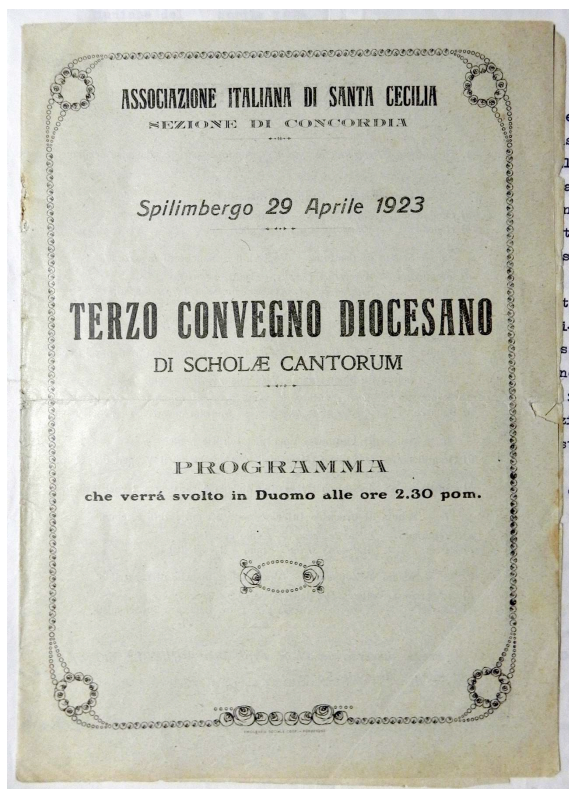 ASSOCIAZIONE ITALIANA DI SANTA CECILIA
SEZIONE DI CONCORDIA
Spilimbergo 29 Aprile 1923
TERZO CONVEGNO DIOCESANO
DI SCHOLÆ CANTORUM
PROGRAMMA
che verrá svolto in Duomo alle ore 2.30 pom.